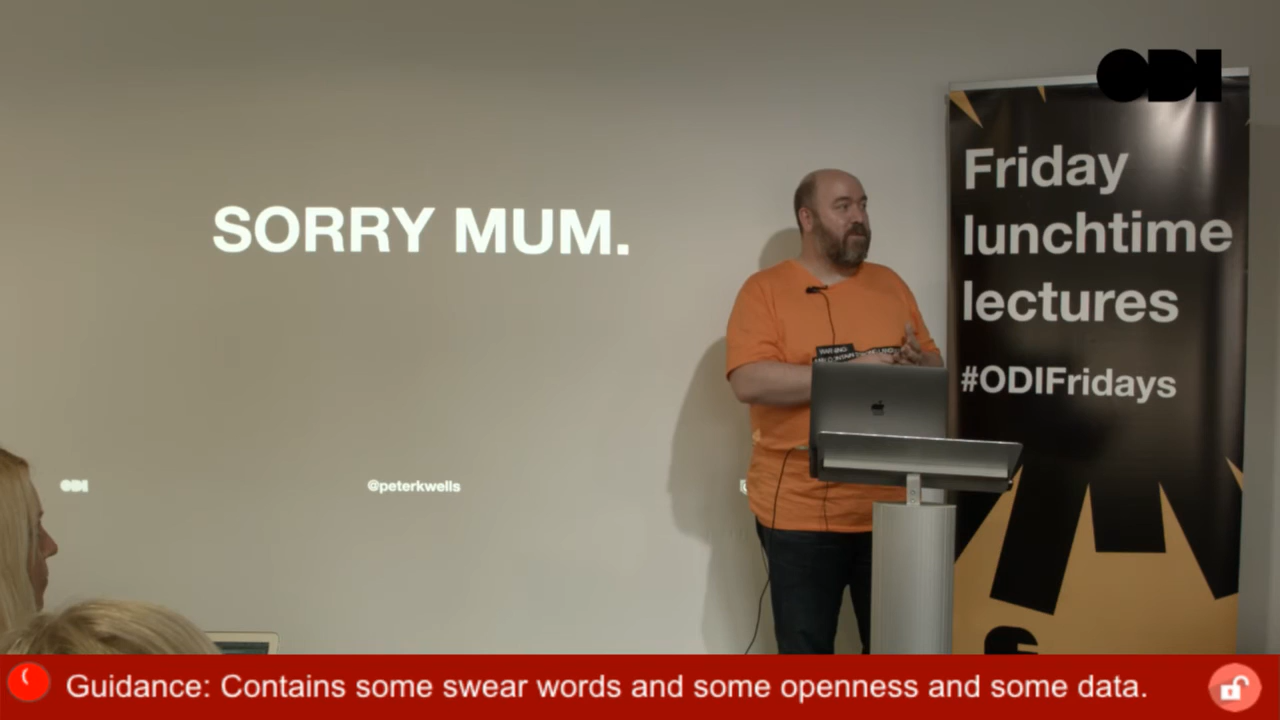 ODI
SORRY MUM.
Friday
lunchtime
lectures
#ODIFridays
ODI
@peterkwells
Guidance: Contains some swear words and some openness and some data.